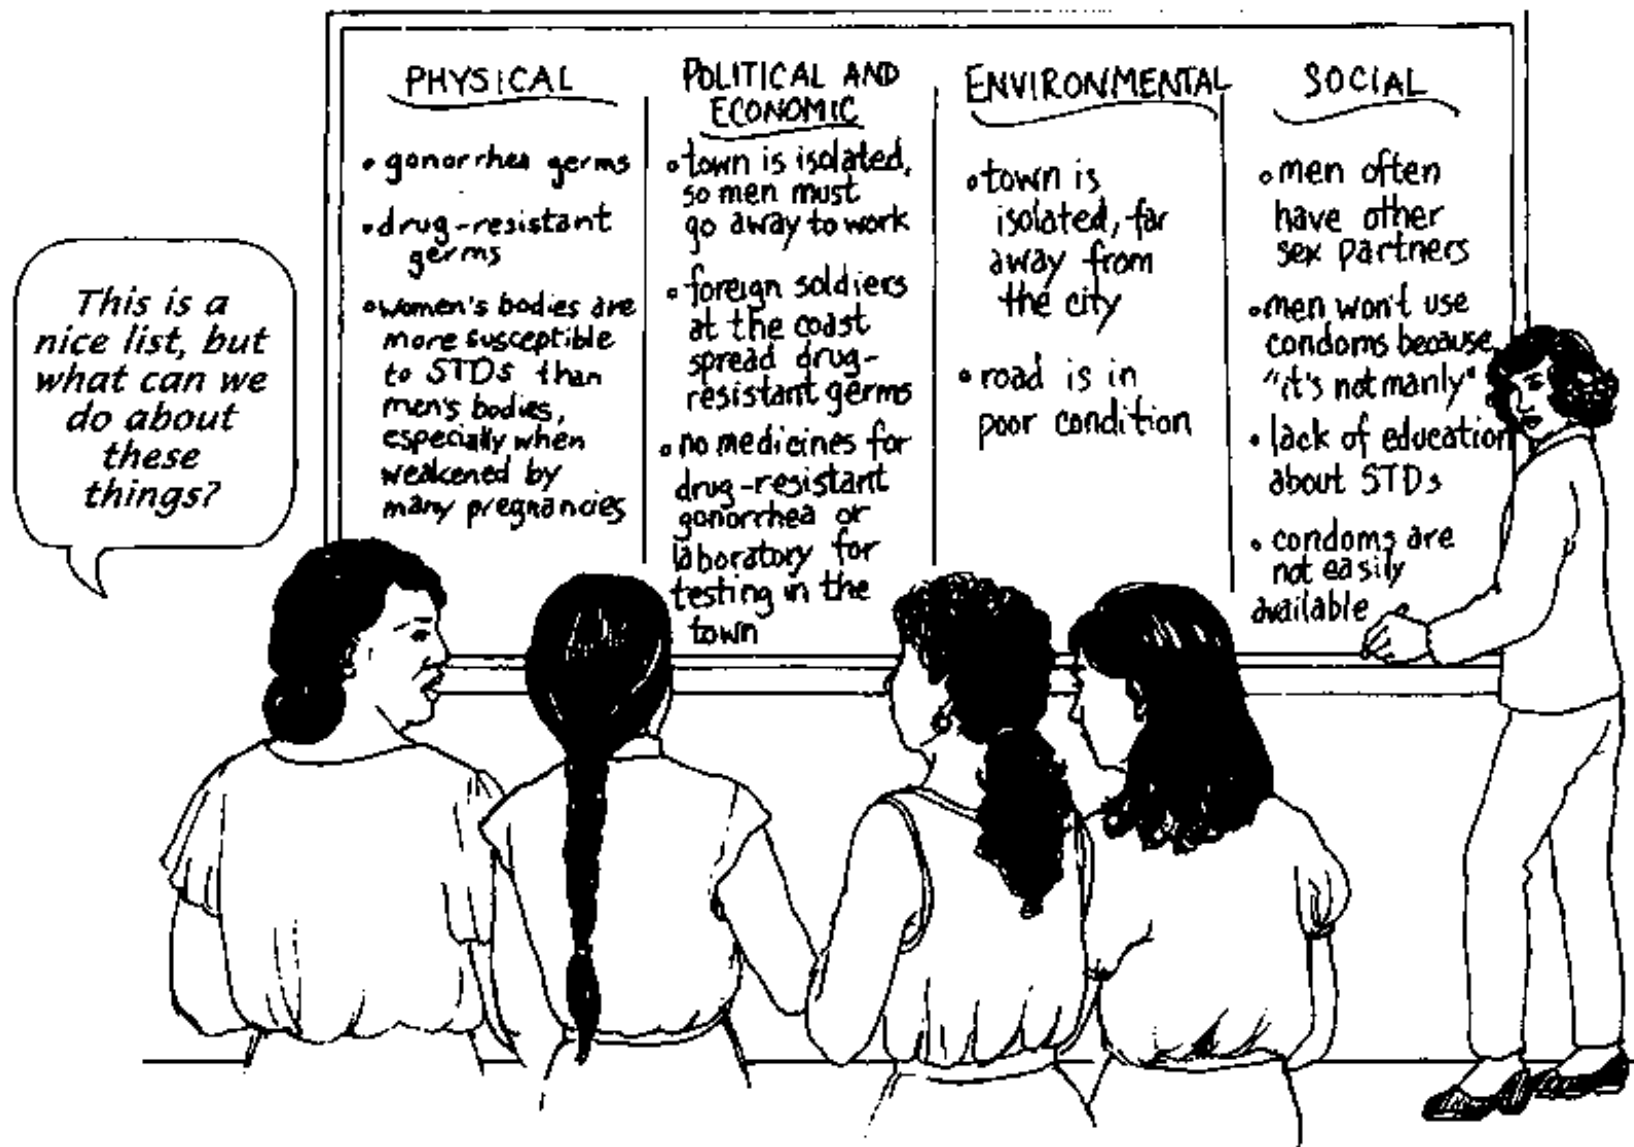 This is a
nice list, but
what can we
do about
these
things?
PHYSICAL
• gonorrhea germs
• drug-resistant
germs
• women's bodies are
more susceptible
to STDs than
men's bodies,
especially when
weakened by
many pregnancies
POLITICAL AND
ECONOMIC
• town is isolated,
so men must
go away to work
• foreign soldiers
at the coast
spread drug-
resistant germs
• no medicines for
drug-resistant
gonorrhea or
laboratory for
testing in the
town
ENVIRONMENTAL
• town is
isolated, far
away from
the city
• road is in
poor condition
SOCIAL
• men often
have other
sex partners
• men won't use
condoms because
"it's not manly"
• lack of education
about STDs
• condoms are
not easily
available